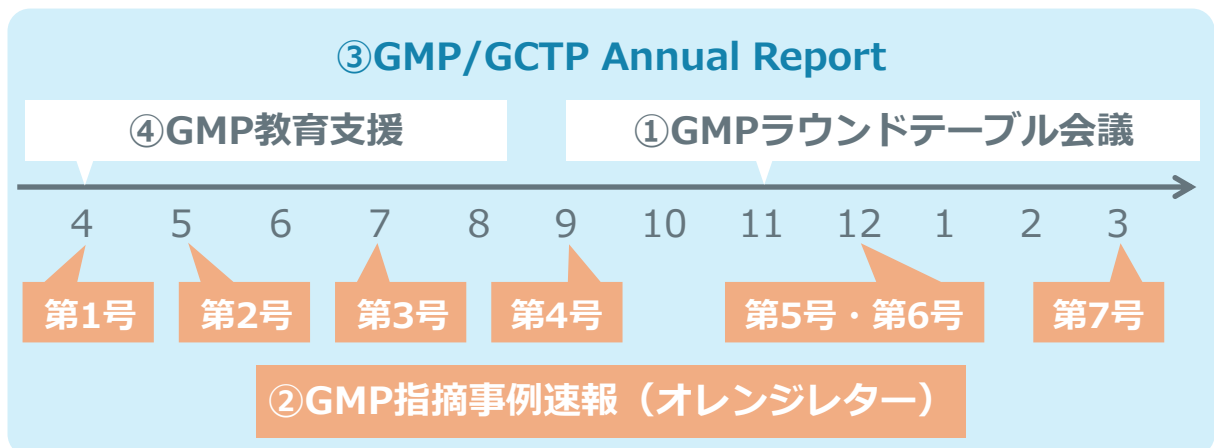 ③GMP/GCTP Annual Report
④GMP教育支援
①GMPラウンドテーブル会議
4 5 6 7 8 9 10 11 12 1 2 3
第1号 第2号 第3号 第4号 第5号・第6号 第7号
②GMP指摘事例速報（オレンジレター）